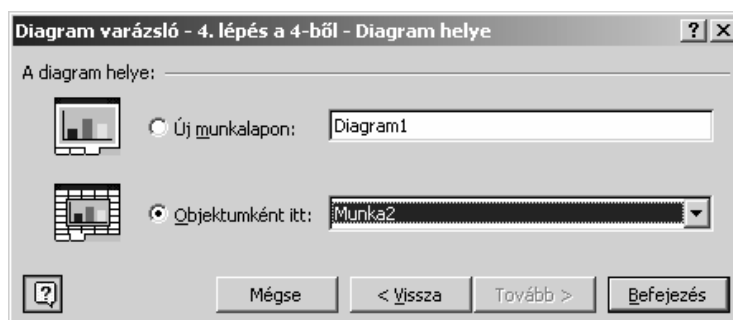 Diagram varázsló - 4. lépés a 4-ből - Diagram helye
A diagram helye:
Új munkalapon: Diagram1
Objektumként itt: Munka2
Mégse < Vissza Tovább > Befejezés